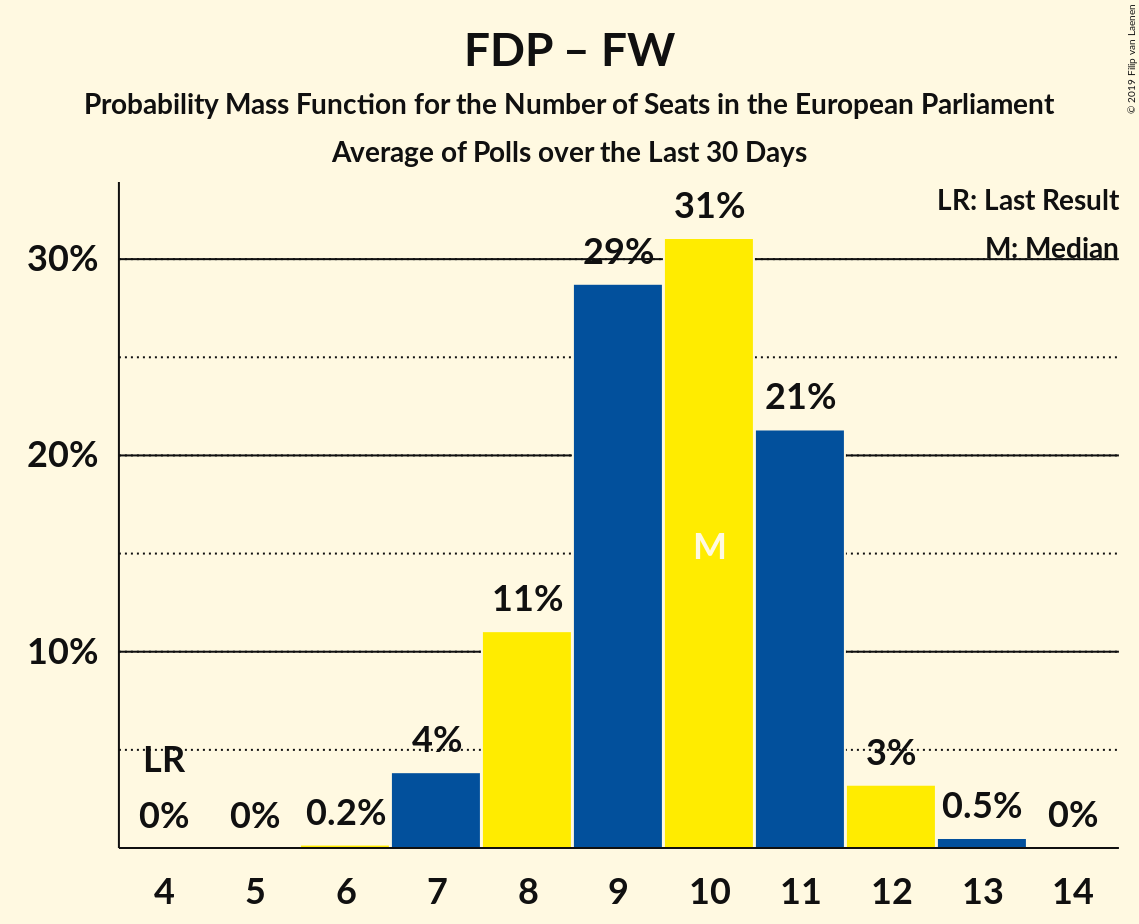 FDP – FW
Probability Mass Function for the Number of Seats in the European Parliament
Average of Polls over the Last 30 Days
© 2019 Filip van Laenen
LR: Last Result
M: Median
30%
20%
10%
LR
0%
0%
0.2%
4%
11%
29%
31%
M
21%
3%
0.5%
0%
4 5 6 7 8 9 10 11 12 13 14